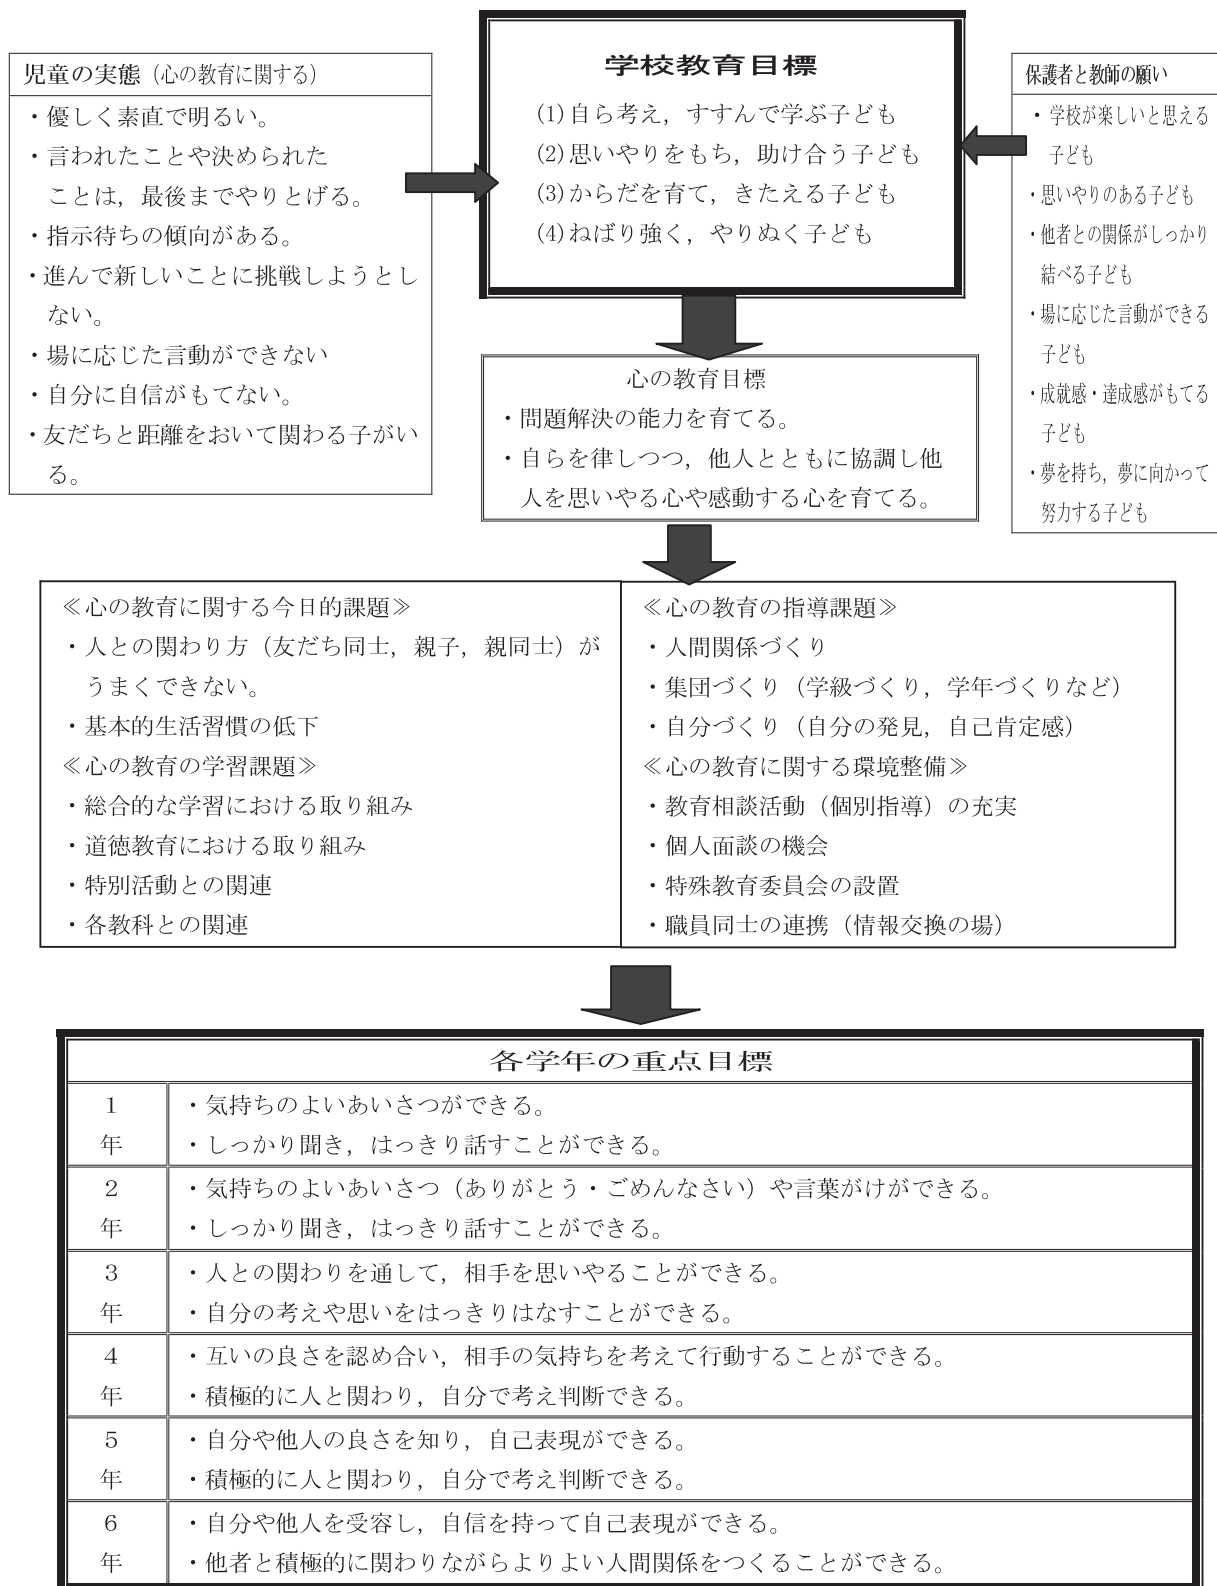 児童の実態（心の教育に関する）
・優しく素直で明るい。
・言われたことや決められた
ことは，最後までやりとげる。
・指示待ちの傾向がある。
・進んで新しいことに挑戦しようとし
ない。
・場に応じた言動ができない
・自分に自信がもてない。
・友だちと距離をおいて関わる子がい
る。
学校教育目標
(1)自ら考え，すすんで学ぶ子ども
(2)思いやりをもち，助け合う子ども
(3)からだを育て，きたえる子ども
(4)ねばり強く，やりぬく子ども
保護者と教師の願い
・学校が楽しいと思える
子ども
・思いやりのある子ども
・他者との関係がしっかり
結べる子ども
・場に応じた言動ができる
子ども
・成就感・達成感がもてる
子ども
・夢を持ち，夢に向かって
努力する子ども
心の教育目標
・問題解決の能力を育てる。
・自らを律しつつ，他人とともに協調し他
人を思いやる心や感動する心を育てる。
≪心の教育に関する今日的課題≫
・人との関わり方（友だち同士，親子，親同士）が
うまくできない。
・基本的生活習慣の低下
≪心の教育の学習課題≫
・総合的な学習における取り組み
・道徳教育における取り組み
・特別活動との関連
・各教科との関連
≪心の教育の指導課題≫
・人間関係づくり
・集団づくり（学級づくり，学年づくりなど）
・自分づくり（自分の発見，自己肯定感）
≪心の教育に関する環境整備≫
・教育相談活動（個別指導）の充実
・個人面談の機会
・特殊教育委員会の設置
・職員同士の連携（情報交換の場）
各学年の重点目標
1
年
・気持ちのよいあいさつができる。
・しっかり聞き，はっきり話すことができる。
2
年
・気持ちのよいあいさつ（ありがとう・ごめんなさい）や言葉がけができる。
・しっかり聞き，はっきり話すことができる。
3
年
・人との関わりを通して，相手を思いやることができる。
・自分の考えや思いをはっきりはなすことができる。
4
年
・互いの良さを認め合い，相手の気持ちを考えて行動することができる。
・積極的に人と関わり，自分で考え判断できる。
5
年
・自分や他人の良さを知り，自己表現ができる。
・積極的に人と関わり，自分で考え判断できる。
6
年
・自分や他人を受容し，自信を持って自己表現ができる。
・他者と積極的に関わりながらよりよい人間関係をつくることができる。